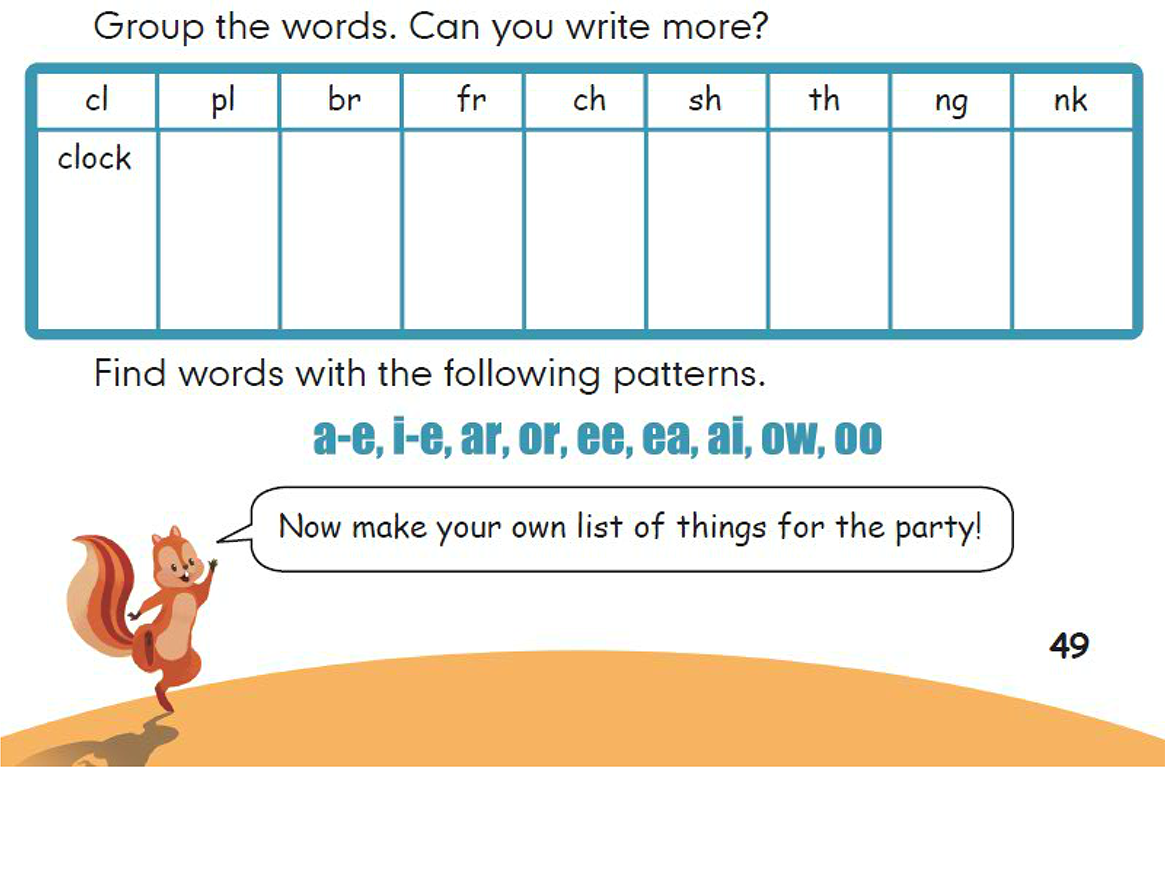 Group the words. Can you write more?
cl pl br fr ch sh th ng nk
clock
Find words with the following patterns.
a-e, i-e, ar, or, ee, ea, ai, ow, oo
Now make your own list of things for the party!
49